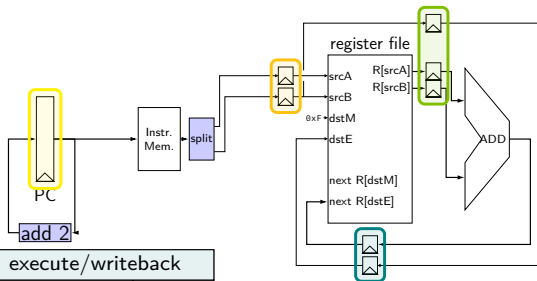 register file
srcA
srcB
0xF
dstM
dstE
R[srcA]
R[srcB]
next R[dstM]
next R[dstE]
Instr.
Mem.
split
PC
add 2
ADD
execute/writeback